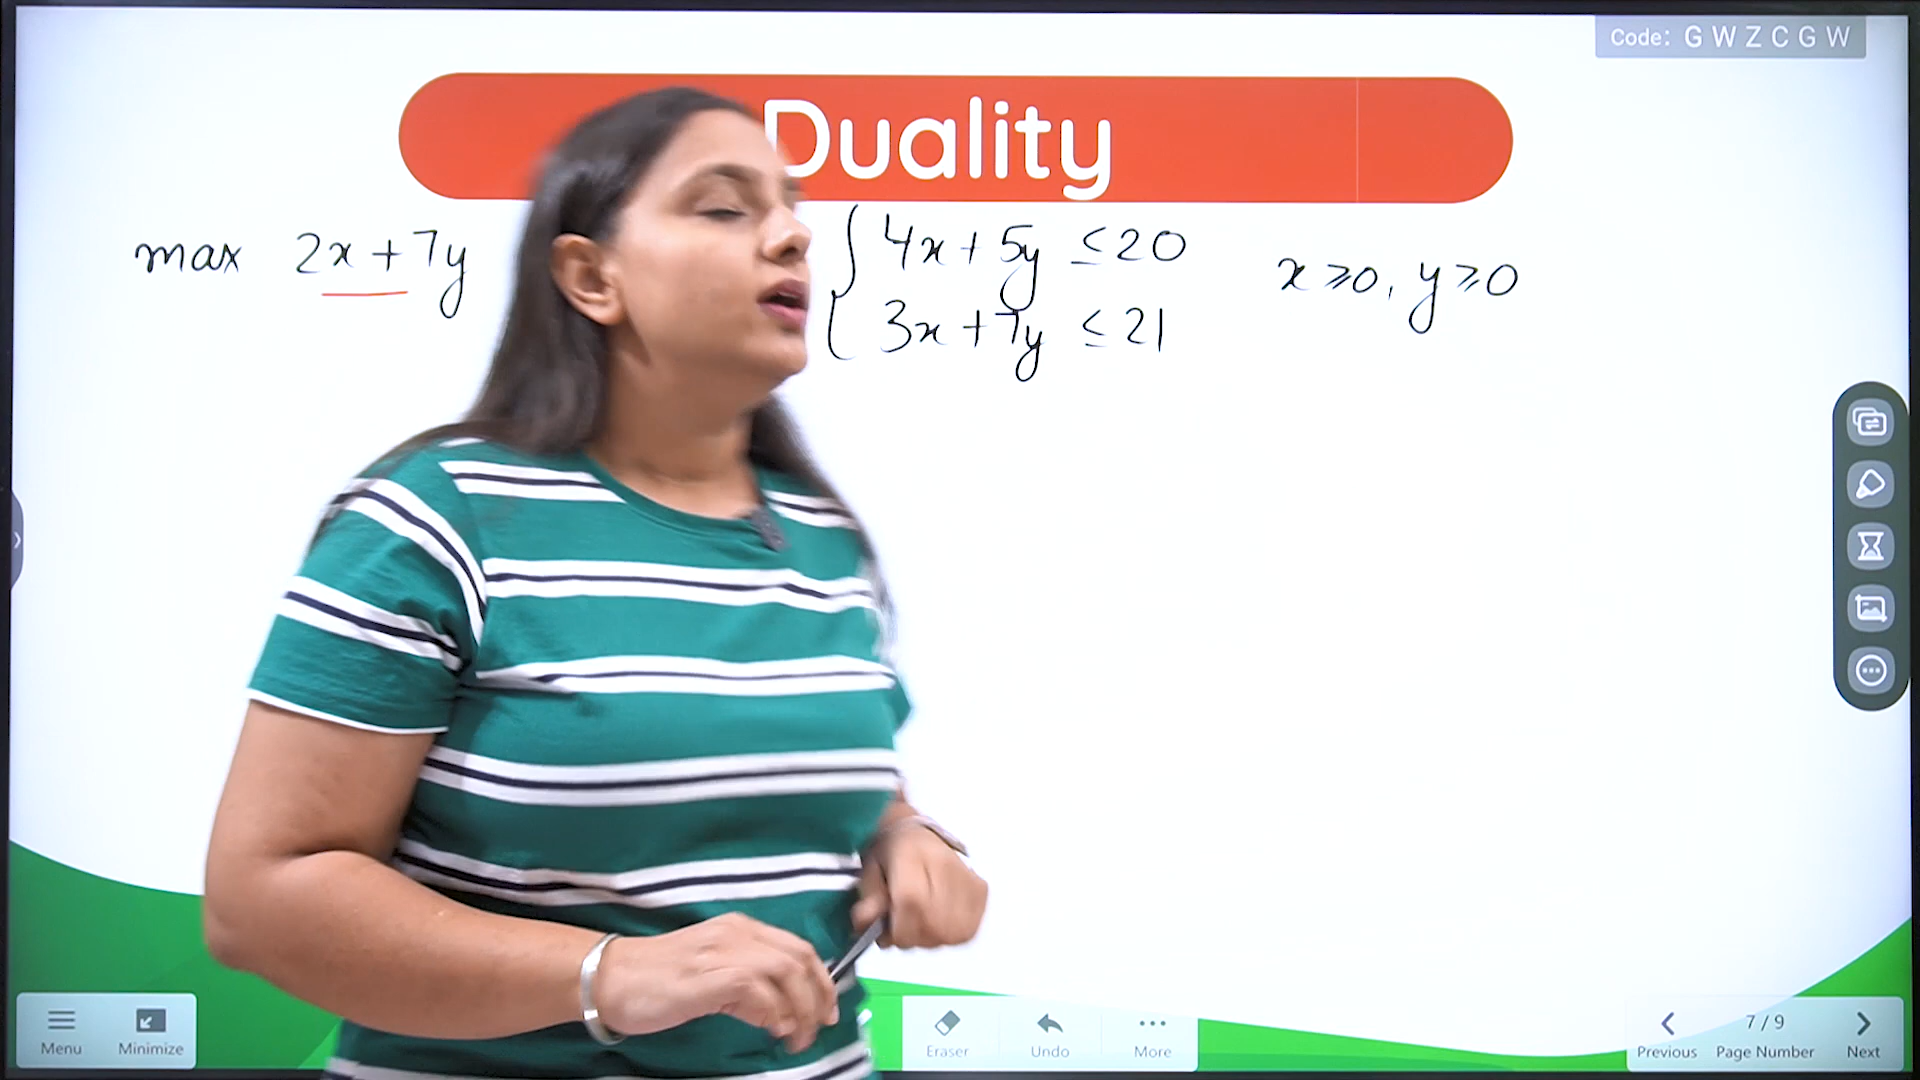 Code: GWZCGW
Duality
max 2x + 7y
4x + 5y ≤ 20
3x + 7y ≤ 21
x ≥ 0, y ≥ 0
Menu
Minimize
Eraser
Undo
More
7/9
Previous
Page Number
Next